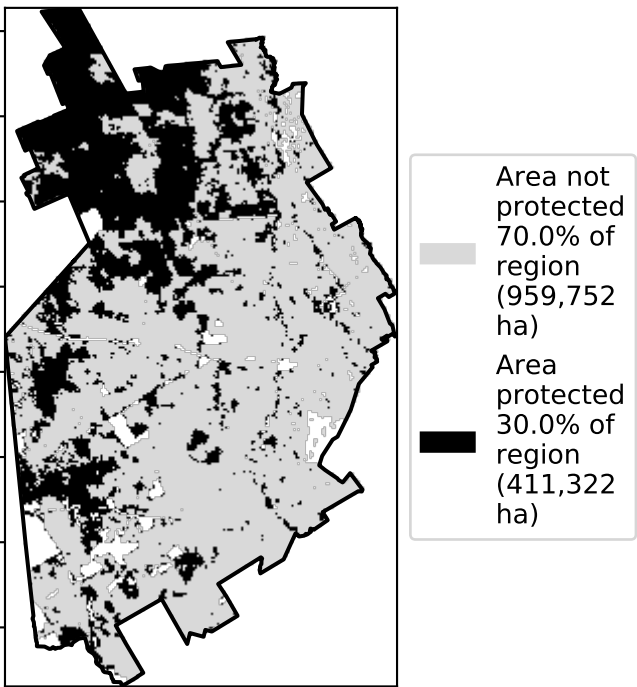 Area not
protected
70.0% of
region
(959,752
ha)
Area
protected
30.0% of
region
(411,322
ha)